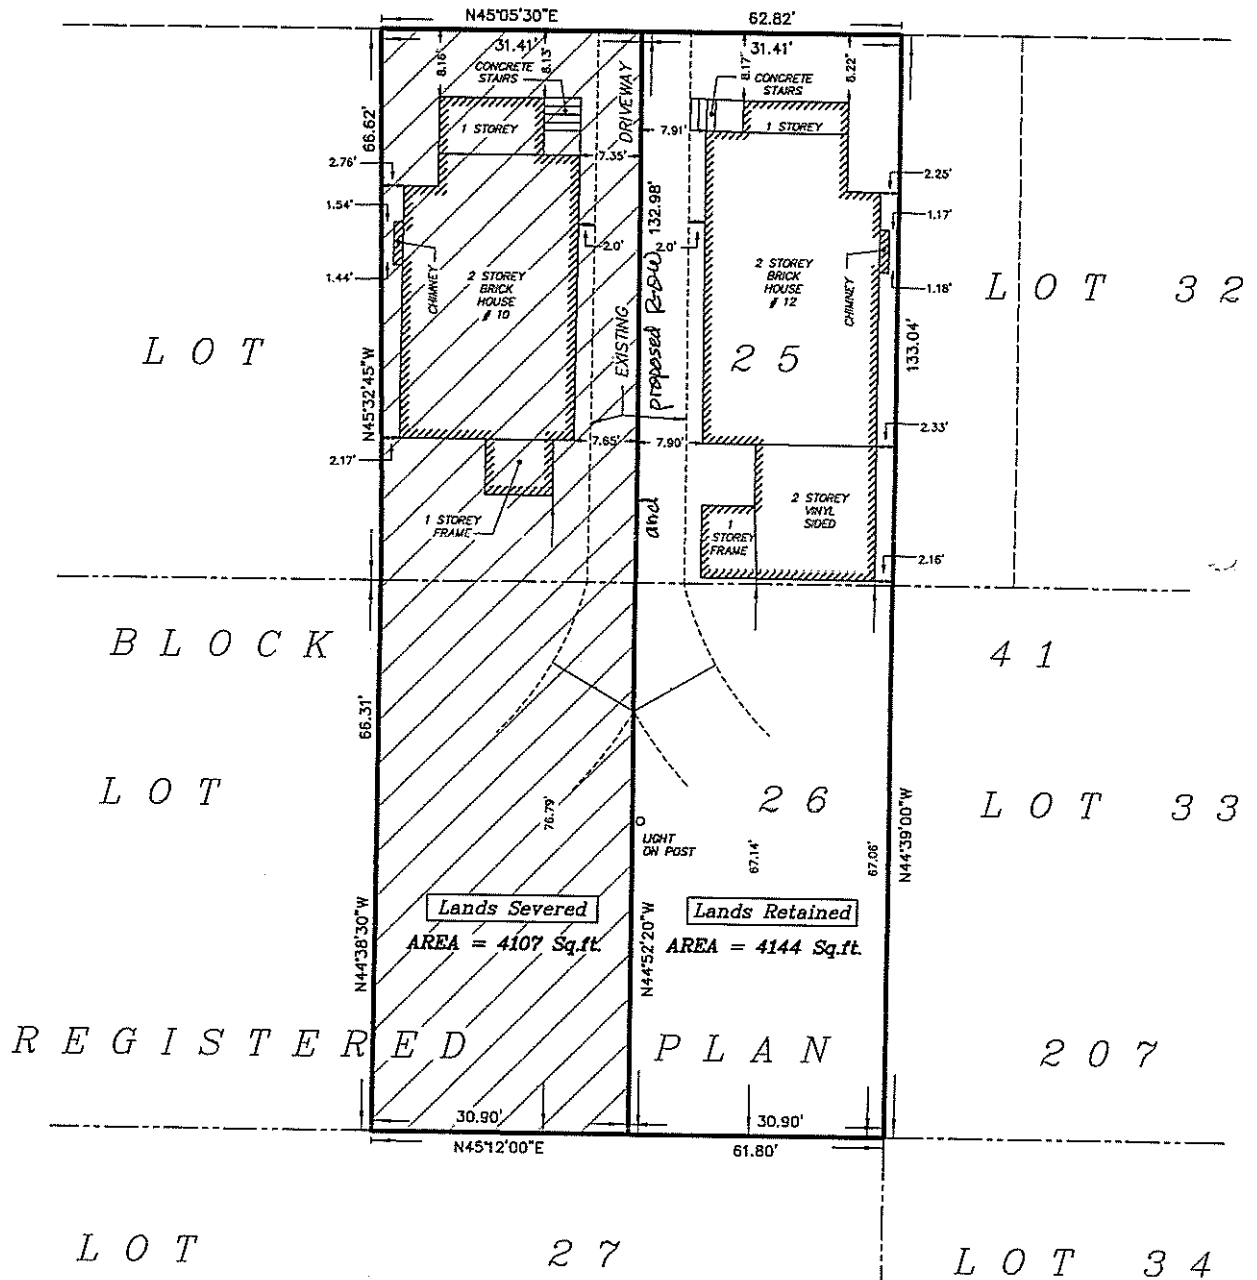 N45°05'30"E
62.82'
31.41'
31.41'
8.16'
8.13'
CONCRETE
STAIRS
DRIVEWAY
8.17'
CONCRETE
STAIRS
6.22'
66.62'
1 STOREY
7.35'
7.91'
1 STOREY
2.76'
1.54'
1.44'
CHIMNEY
2.0'
132.98'
2.0'
2.25'
1.17'
1.18'
CHIMNEY
2 STOREY
BRICK
HOUSE
# 10
2 STOREY
BRICK
HOUSE
# 12
LOT 32
LOT
EXISTING
and proposed R.O.W
25
133.04'
N45°32'45"W
7.65'
7.90'
2.33'
2.17'
1 STOREY
FRAME
1
STOREY
FRAME
2 STOREY
VINYL
SIDED
2.16'
BLOCK
41
66.31'
LOT
26
LOT 33
76.79'
LIGHT
ON POST
67.14'
67.06'
N44°39'00"W
Lands Severed
AREA = 4107 Sq.ft.
Lands Retained
AREA = 4144 Sq.ft.
N44°38'30"W
N44°52'20"W
REGISTERED PLAN 207
30.90'
30.90'
N45°12'00"E
61.80'
LOT 27
LOT 34